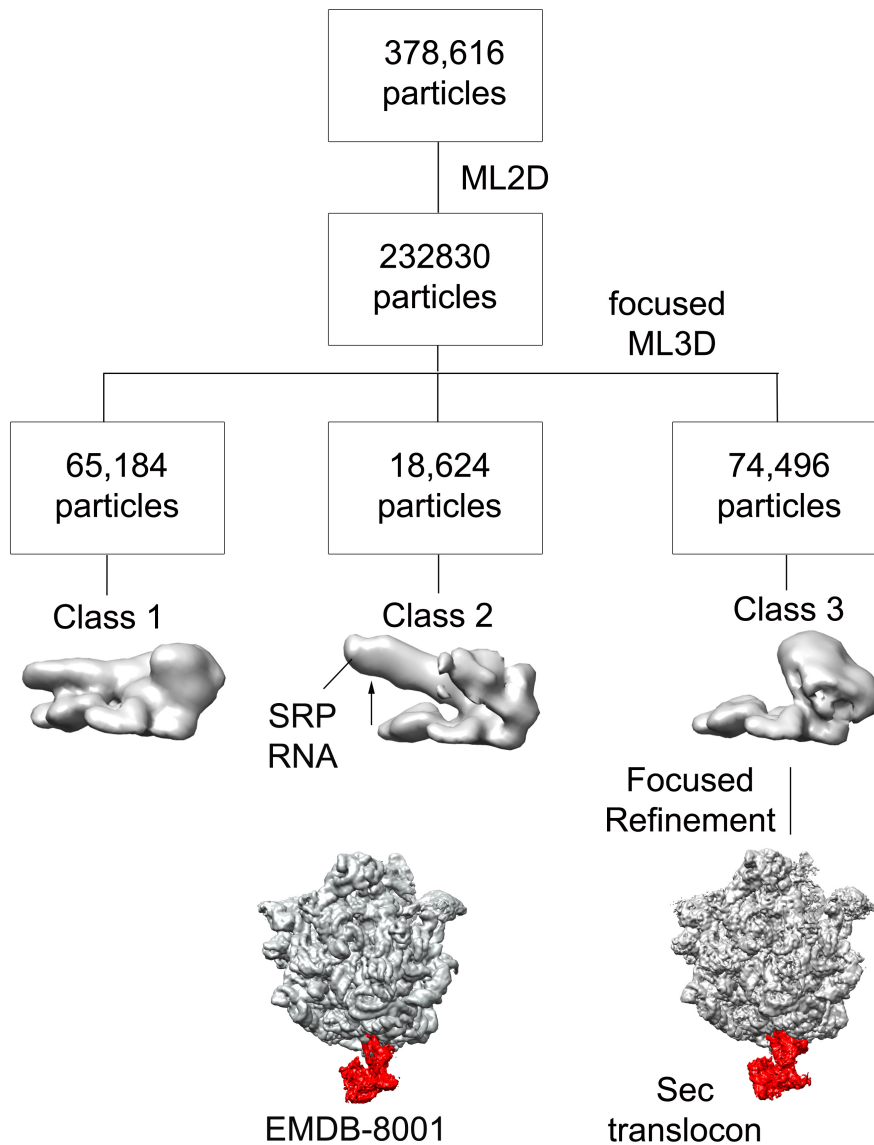 378,616
particles
ML2D
232830
particles
focused
ML3D
65,184
particles
18,624
particles
74,496
particles
Class 1
Class 2
Class 3
SRP
RNA
Focused
Refinement
EMDB-8001
Sec
translocon